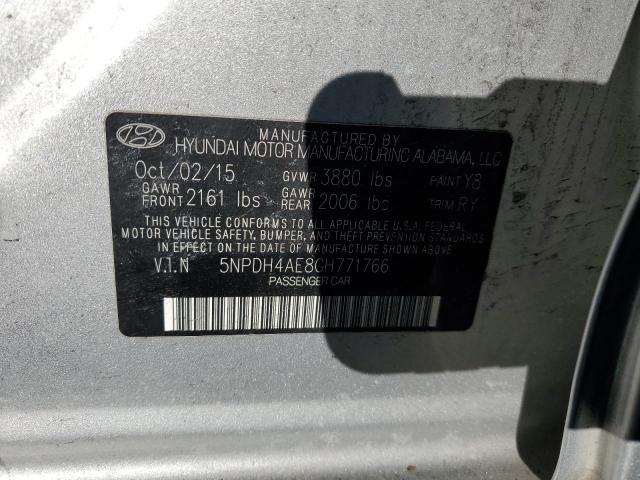 MANUFACTURED BY
HYUNDAI MOTOR MANUFACTURING ALABAMA, LLC
Oct/02/15 GVWR 3880 lbs PAINT Y8
GAWR FRONT 2161 lbs GAWR REAR 2006 lbs TRIM RY
THIS VEHICLE CONFORMS TO ALL APPLICABLE U.S.A. FEDERAL
MOTOR VEHICLE SAFETY, BUMPER, AND THEFT PREVENTION
STANDARDS IN EFFECT ON THE DATE OF MANUFACTURE SHOWN ABOVE
V.I.N 5NPDH4AE8GH771766
PASSENGER CAR